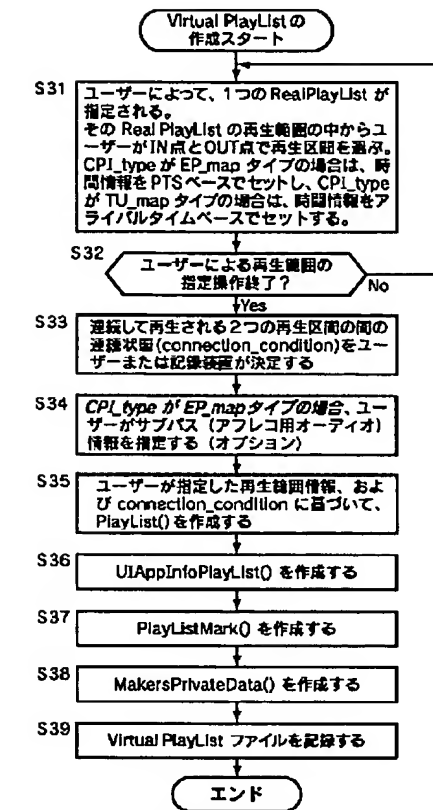 Virtual PlayList の
作成スタート
S31
ユーザーによって、1つの RealPlayList が
指定される。
その Real PlayList の再生範囲の中からユ
ーザーがIN点とOUT点で再生区間を選ぶ。
CPI_type が EP_map タイプの場合は、時
間情報をPTSベースでセットし、CPI_type
が TU_map タイプの場合は、時間情報をア
ライバルタイムベースでセットする。
S32
ユーザーによる再生範囲の
指定操作終了？
No
Yes
S33
連続して再生される2つの再生区間の間の
連接状態(connection_condition)をユー
ザーまたは記録装置が決定する
S34
CPI_type が EP_map タイプの場合、ユー
ザーがサブパス（アフレコ用オーディオ）
情報を指定する（オプション）
S35
ユーザーが指定した再生範囲情報、およ
び connection_condition に基づいて、
PlayList() を作成する
S36
UIAppInfoPlayList() を作成する
S37
PlayListMark() を作成する
S38
MakersPrivateData() を作成する
S39
Virtual PlayList ファイルを記録する
エンド